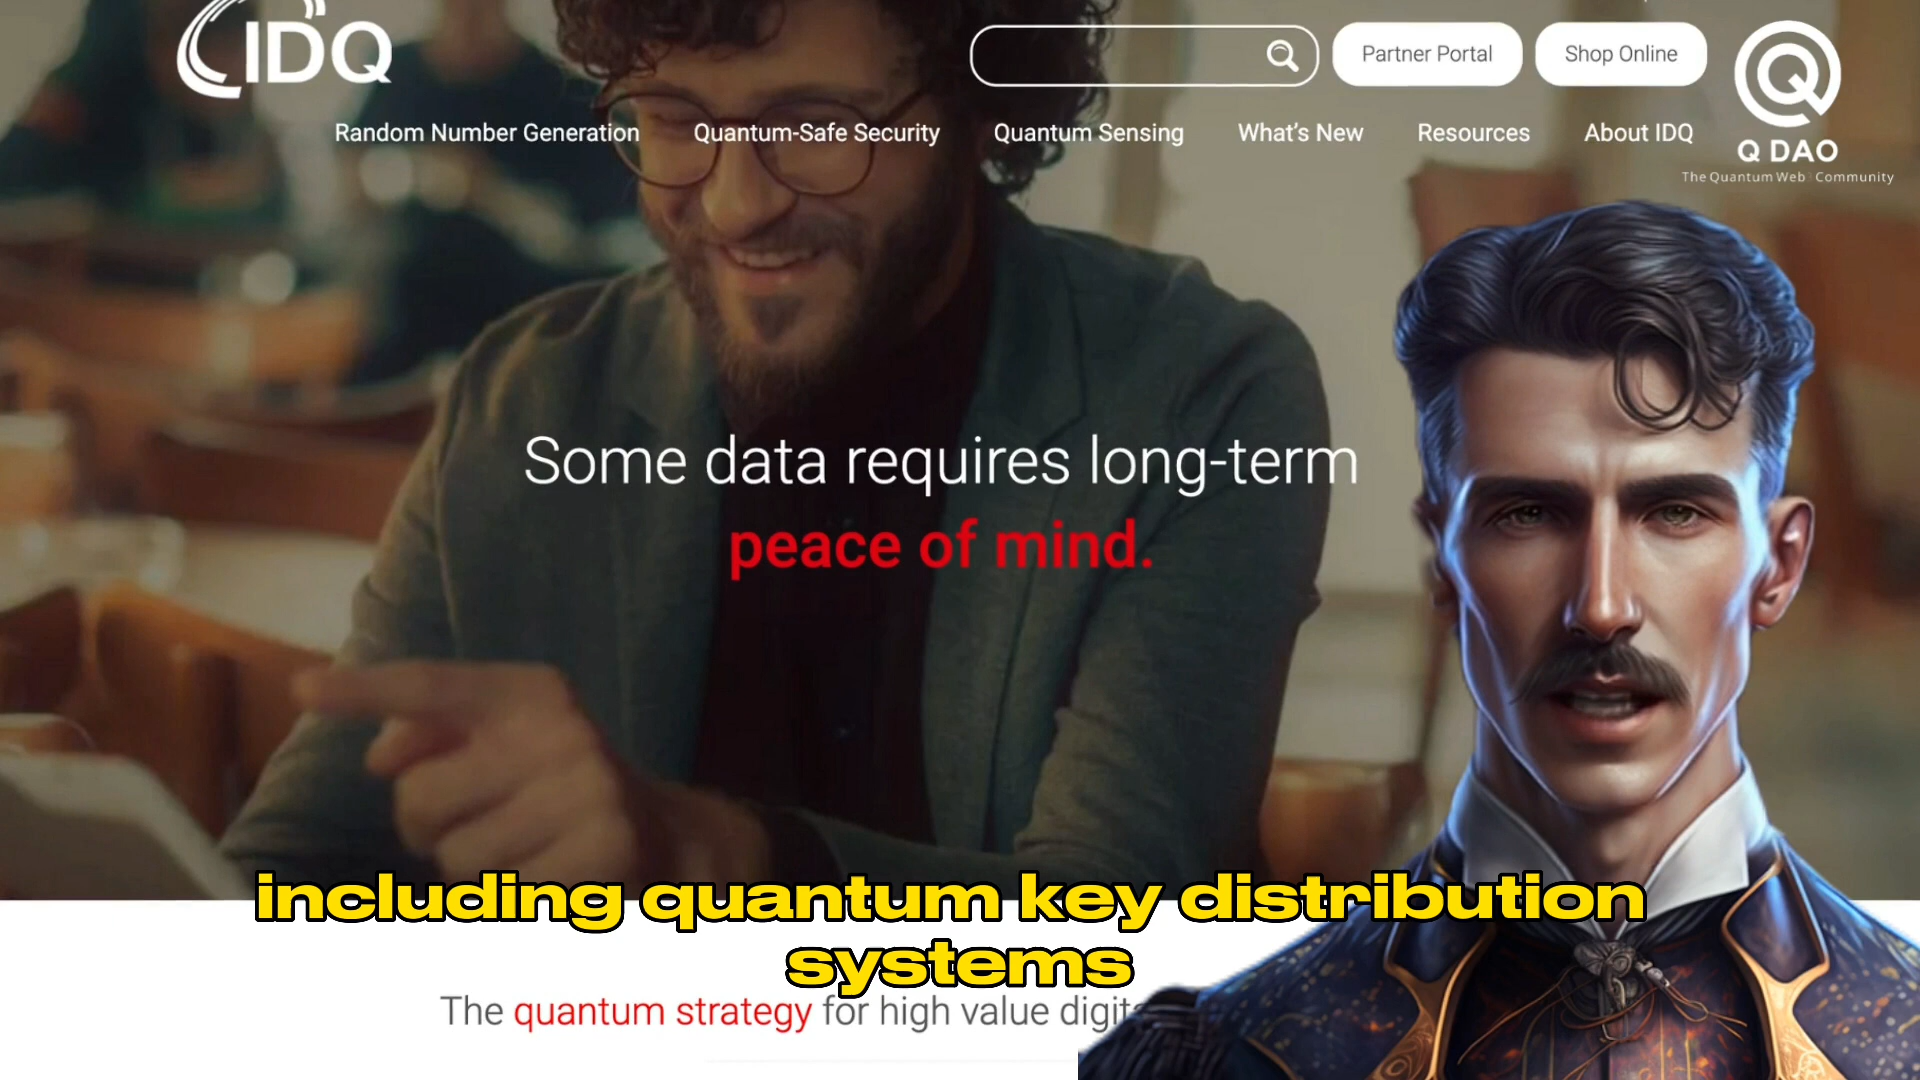 IDQ
Partner Portal
Shop Online
Random Number Generation
Quantum-Safe Security
Quantum Sensing
What's New
Resources
About IDQ
Q DAO
The Quantum Web Community
Some data requires long-term
peace of mind.
including quantum key distribution
systems
The quantum strategy for high value